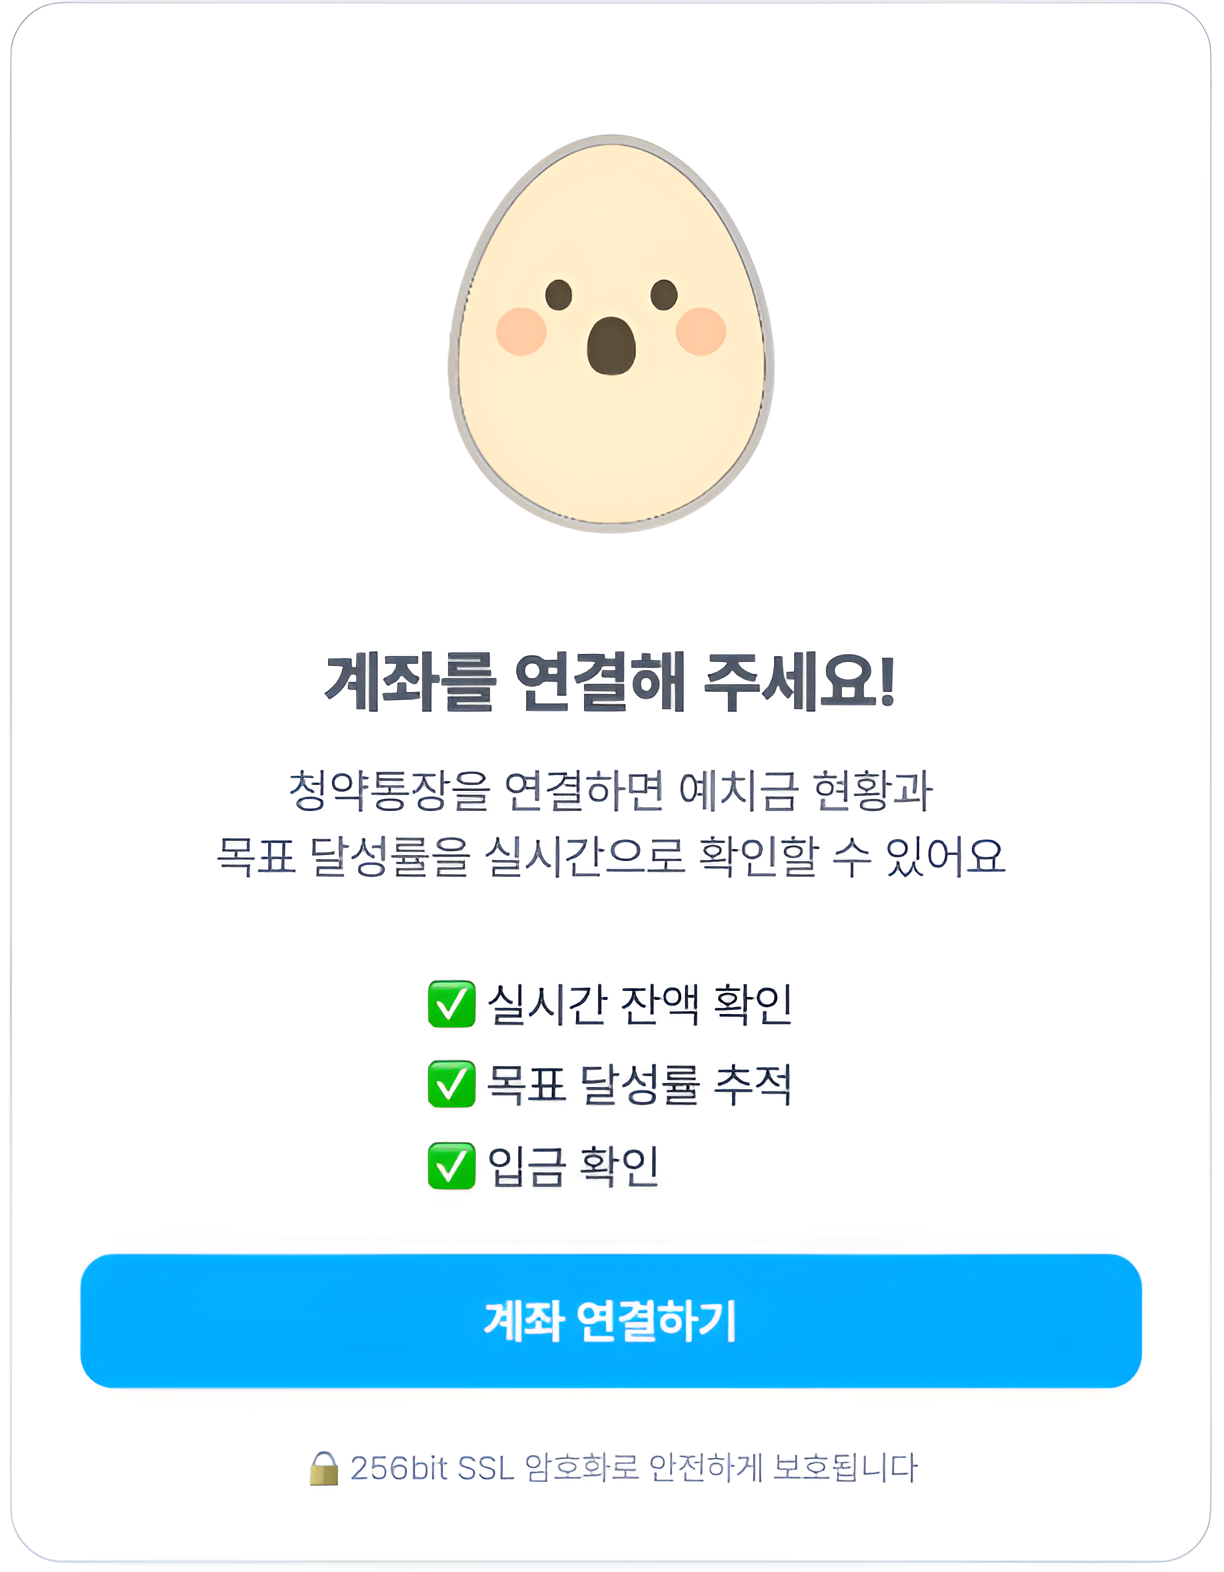 계좌를 연결해 주세요!
청약통장을 연결하면 예치금 현황과
목표 달성률을 실시간으로 확인할 수 있어요
✅ 실시간 잔액 확인
✅ 목표 달성률 추적
✅ 입금 확인
계좌 연결하기
🔒 256bit SSL 암호화로 안전하게 보호됩니다